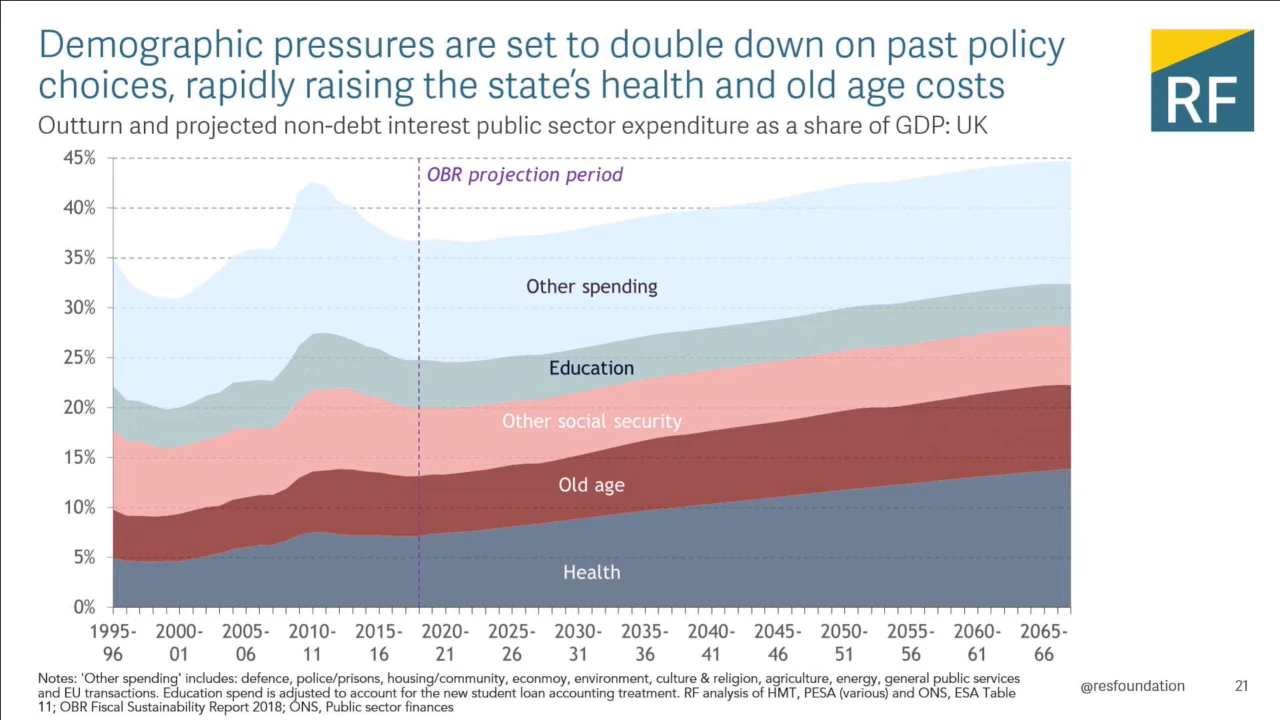 Demographic pressures are set to double down on past policy
choices, rapidly raising the state's health and old age costs
RF
Outturn and projected non-debt interest public sector expenditure as a share of GDP: UK
45%
40%
35%
30%
25%
20%
15%
10%
5%
0%
OBR projection period
Other spending
Education
Other social security
Old age
Health
1995- 2000- 2005- 2010- 2015- 2020- 2025- 2030- 2035- 2040- 2045- 2050- 2055- 2060- 2065-
96 01 06 11 16 21 26 31 36 41 46 51 56 61 66
Notes: 'Other spending' includes: defence, police/prisons, housing/community, econmoy, environment, culture & religion, agriculture, energy, general public services
and EU transactions. Education spend is adjusted to account for the new student loan accounting treatment. RF analysis of HMT, PESA (various) and ONS, ESA Table
11; OBR Fiscal Sustainability Report 2018; ONS, Public sector finances
@resfoundation 21